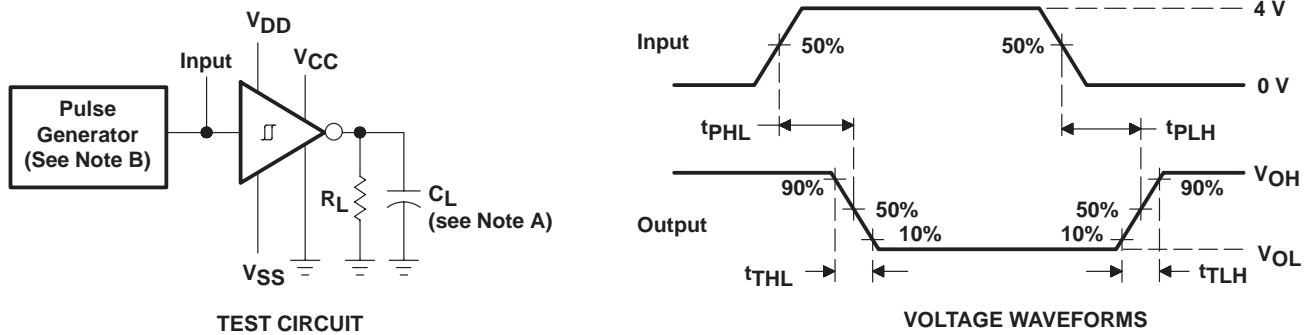 VDD
Input
VCC
Pulse
Generator
(See Note B)
RL
CL
(see Note A)
VSS
TEST CIRCUIT
4 V
Input
50%
50%
0 V
tPHL
tPLH
VOH
90%
90%
50%
50%
Output
10%
10%
VOL
tTHL
tTLH
VOLTAGE WAVEFORMS